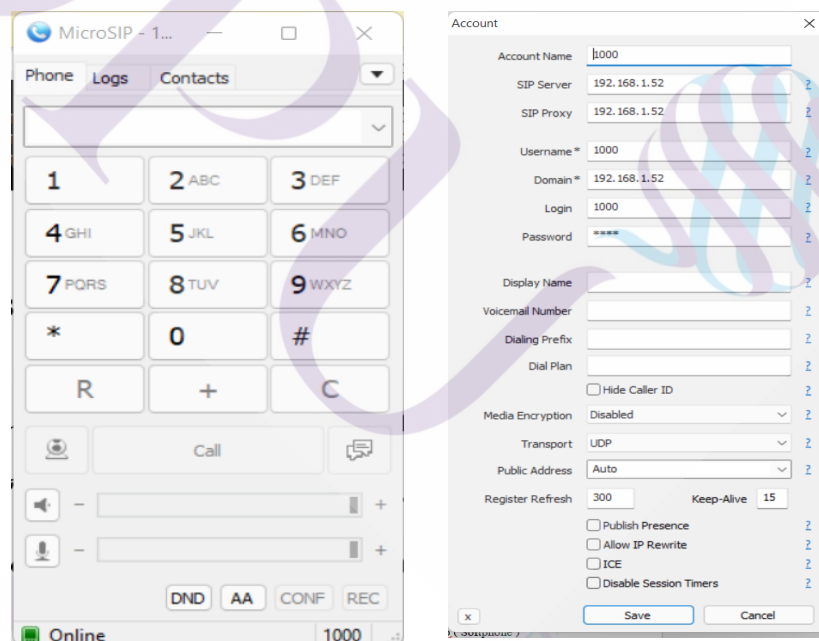 MicroSIP - 1...
Phone Logs Contacts
1 2 ABC 3 DEF
4 GHI 5 JKL 6 MNO
7 PQRS 8 TUV 9 WXYZ
* 0 #
R + C
Call
- +
- +
DND AA CONF REC
Online 1000
Account
Account Name 1000
SIP Server 192.168.1.52 ?
SIP Proxy 192.168.1.52 ?
Username* 1000 ?
Domain* 192.168.1.52 ?
Login 1000 ?
Password **** ?
Display Name ?
Voicemail Number ?
Dialing Prefix ?
Dial Plan ?
Hide Caller ID ?
Media Encryption Disabled ?
Transport UDP ?
Public Address Auto ?
Register Refresh 300 Keep-Alive 15 ?
Publish Presence ?
Allow IP Rewrite ?
ICE ?
Disable Session Timers ?
x Save Cancel